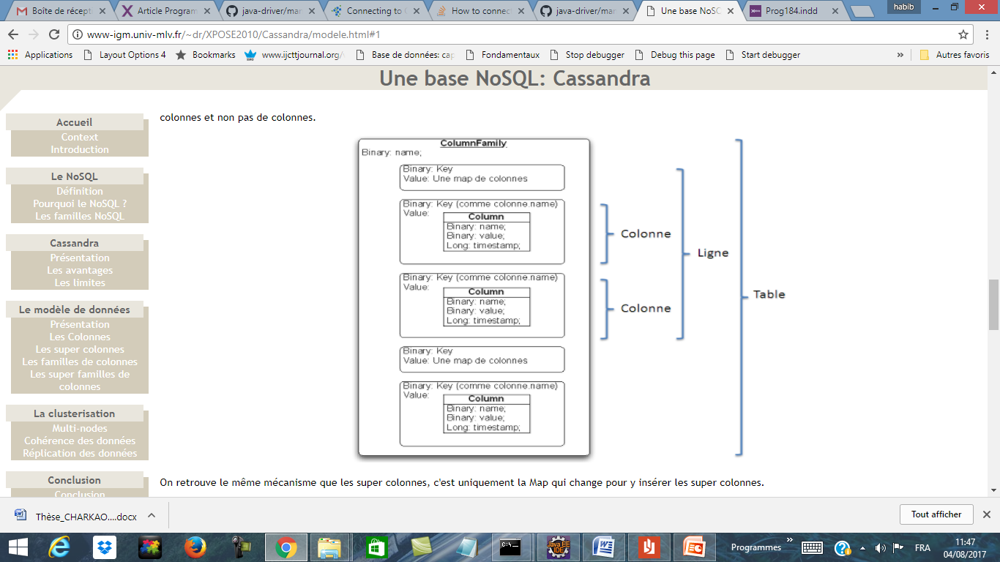 Boîte de récept
Article Program
java-driver/man
Connecting to C
How to connec
java-driver/man
Une base NoSQ
Prog184.indd
habib
www-igm.univ-mlv.fr/~dr/XPOSE2010/Cassandra/modele.html#1
Applications
Layout Options 4
Bookmarks
www.ijcttjournal.org/
Base de données: cap
Fondamentaux
Stop debugger
Debug this page
Start debugger
»
Autres favoris
Une base NoSQL: Cassandra
Accueil
Context
Introduction
Le NoSQL
Définition
Pourquoi le NoSQL ?
Les familles NoSQL
Cassandra
Présentation
Les avantages
Les limites
Le modèle de données
Présentation
Les Colonnes
Les super colonnes
Les familles de colonnes
Les super familles de
colonnes
La clusterisation
Multi-nodes
Cohérence des données
Réplication des données
Conclusion
Conclusion
colonnes et non pas de colonnes.
ColumnFamily
Binary: name;
Binary: Key
Value: Une map de colonnes
Binary: Key (comme colonne.name)
Value:
Column
Binary: name;
Binary: value;
Long: timestamp;
Binary: Key (comme colonne.name)
Value:
Column
Binary: name;
Binary: value;
Long: timestamp;
Binary: Key
Value: Une map de colonnes
Binary: Key (comme colonne.name)
Value:
Column
Binary: name;
Binary: value;
Long: timestamp;
Colonne
Colonne
Ligne
Table
On retrouve le même mécanisme que les super colonnes, c'est uniquement la Map qui change pour y insérer les super colonnes.
Thèse_CHARKAO....docx
Tout afficher
Java EE
IDE
Programmes
»
FRA
11:47
04/08/2017